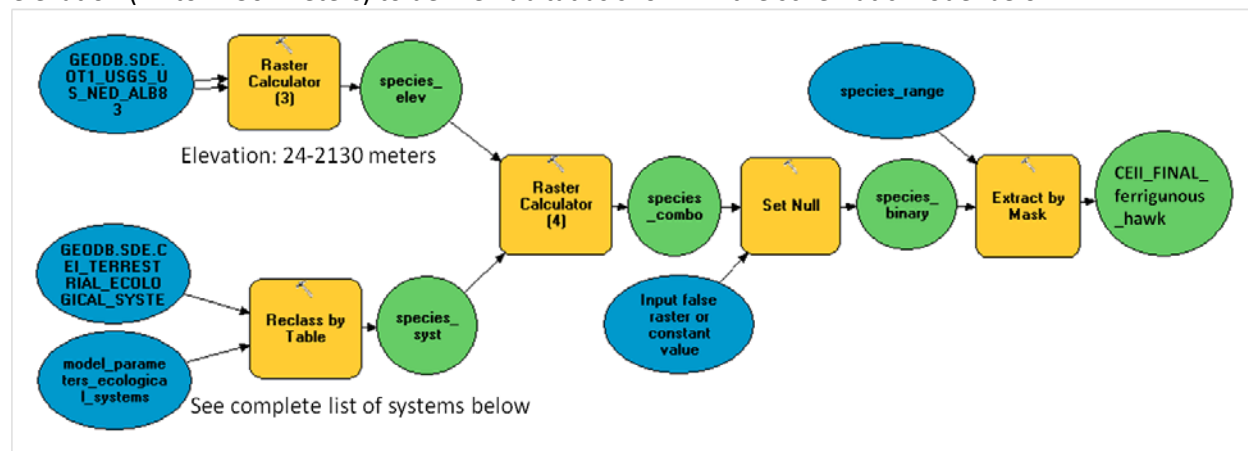 GEODB.SDE.
OT1_USGS_U
S_NED_ALB8
3
Raster
Calculator
(3)
species_
elev
Elevation: 24-2130 meters
species_range
Raster
Calculator
(4)
species
_combo
Set Null
species_
binary
Extract by
Mask
CEII_FINAL_
ferrigunous
_hawk
GEODB.SDE.C
EI_TERREST
RIAL_ECOLO
GICAL_SYSTE
Reclass by
Table
species_
syst
Input false
raster or
constant
value
model_parame
ters_ecologica
l_systems
See complete list of systems below